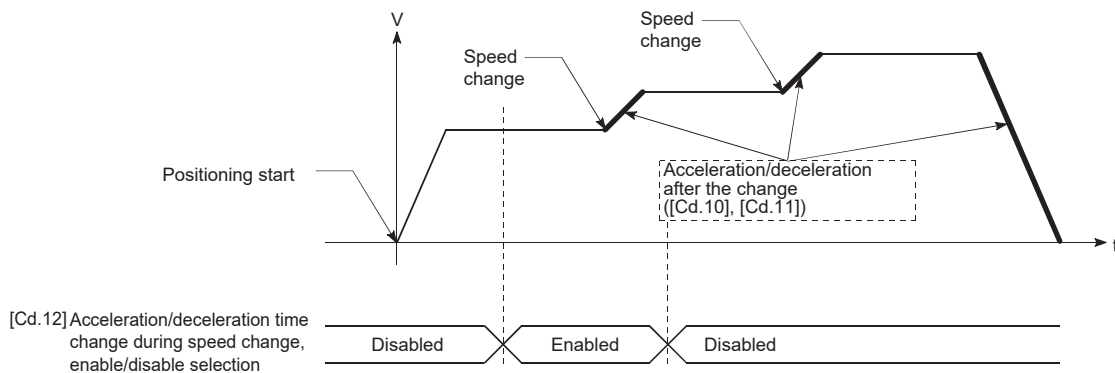 V
Speed
change
Speed
change
Positioning start
Acceleration/deceleration
after the change
([Cd.10], [Cd.11])
t
[Cd.12] Acceleration/deceleration time
change during speed change,
enable/disable selection
Disabled
Enabled
Disabled